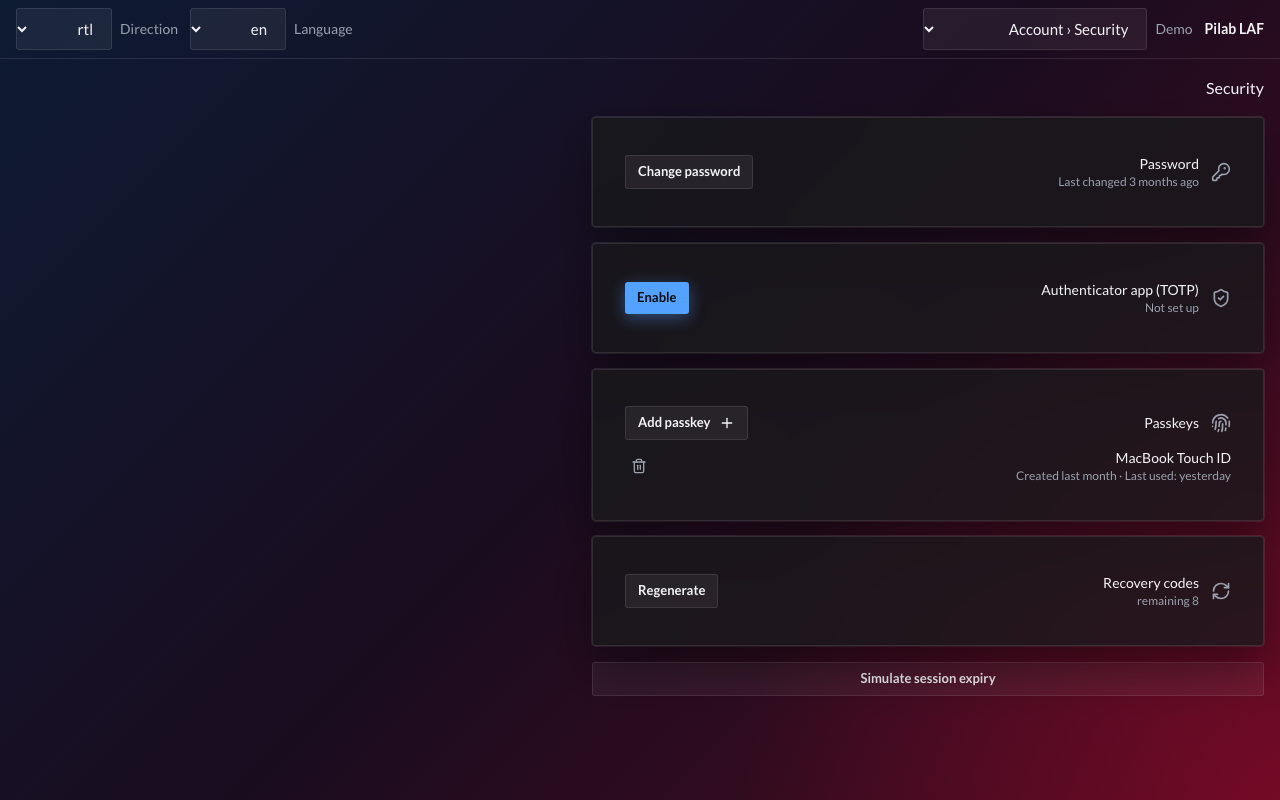 Pilab LAF
Demo
Account › Security
Language
en
Direction
rtl
Security
Password
Last changed 3 months ago
Change password
Authenticator app (TOTP)
Not set up
Enable
Passkeys
Add passkey
MacBook Touch ID
Created last month · Last used: yesterday
Recovery codes
remaining 8
Regenerate
Simulate session expiry